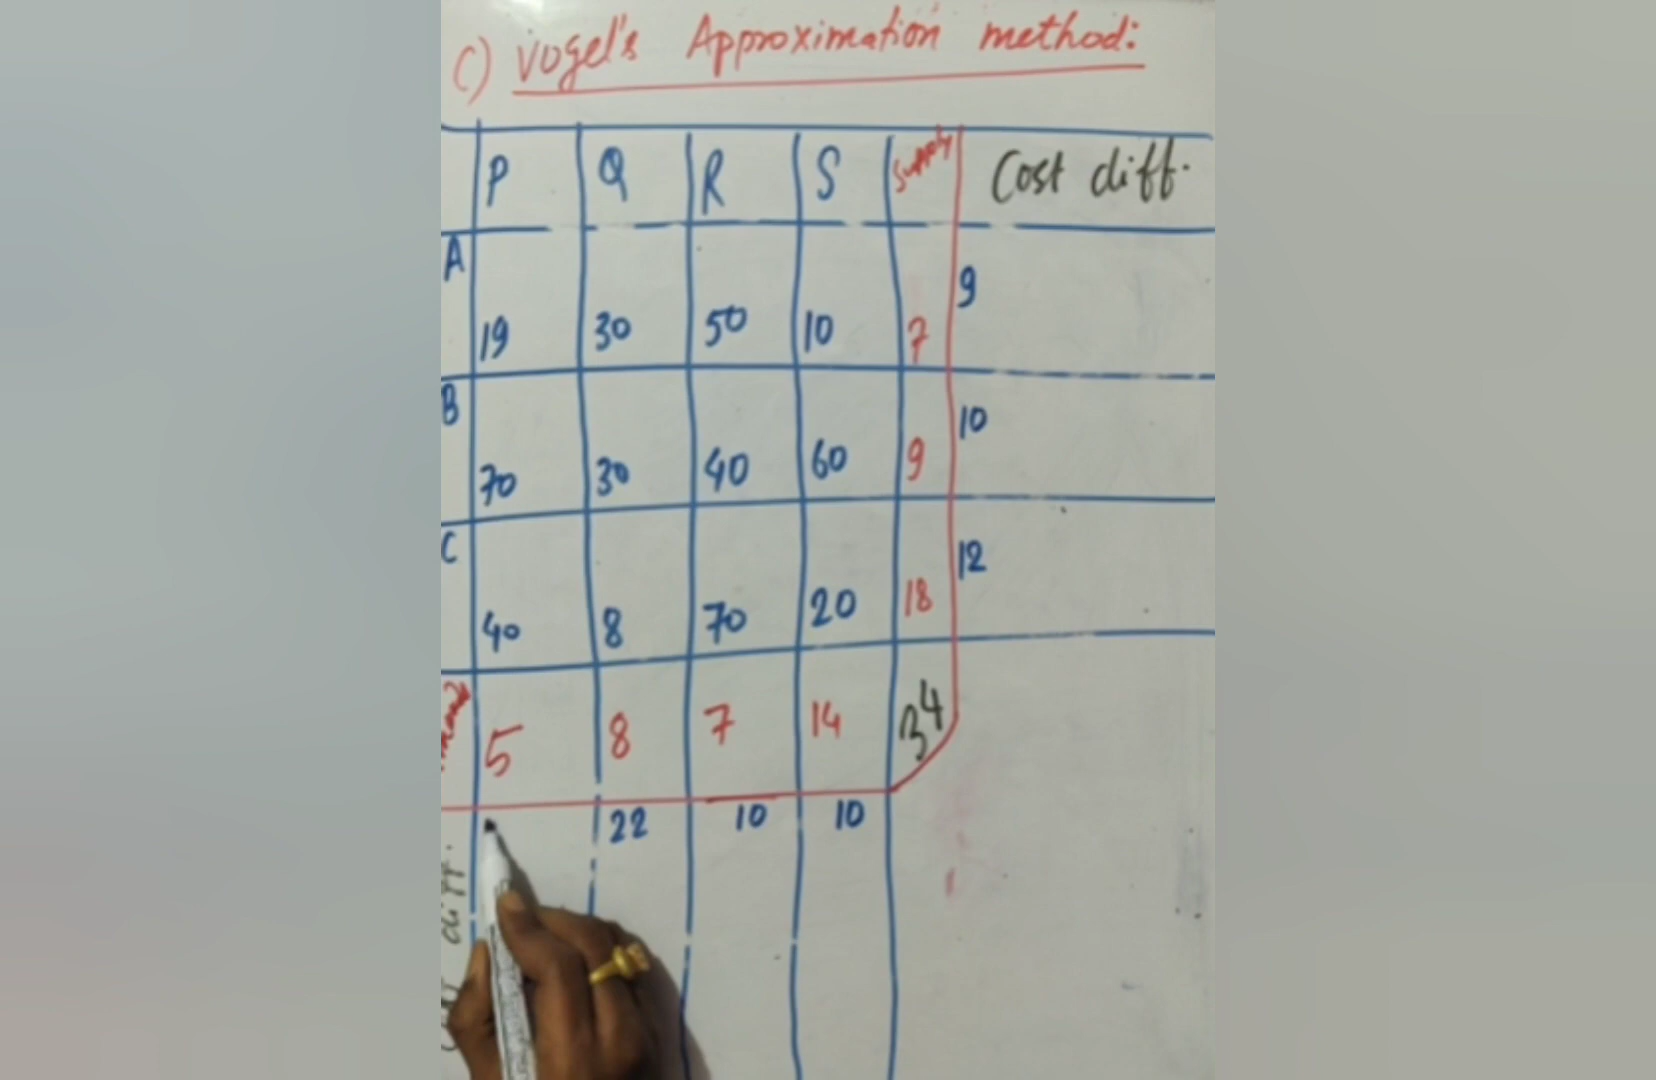 C) Vogel's Approximation method:
P Q R S Supply Cost diff.
A
19 30 50 10 7 9
B
70 30 40 60 9 10
C
40 8 70 20 18 12
5 8 7 14 34
22 10 10
diff.